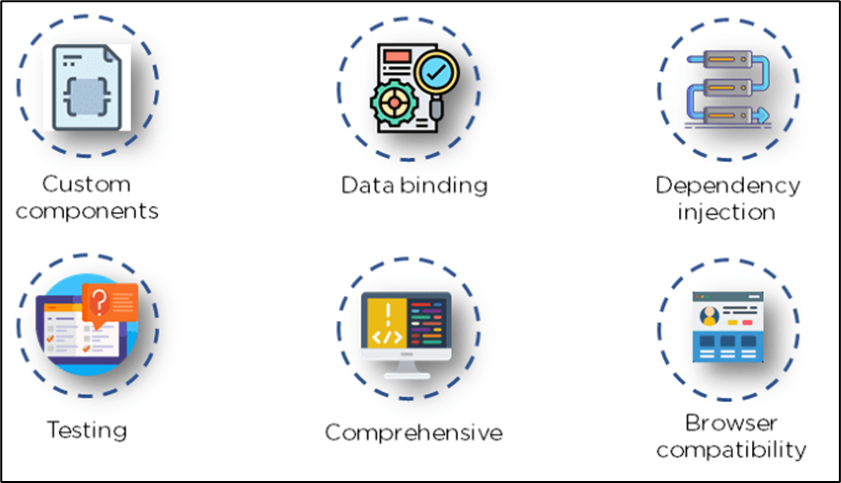 Custom
components
Data binding
Dependency
injection
Testing
Comprehensive
Browser
compatibility